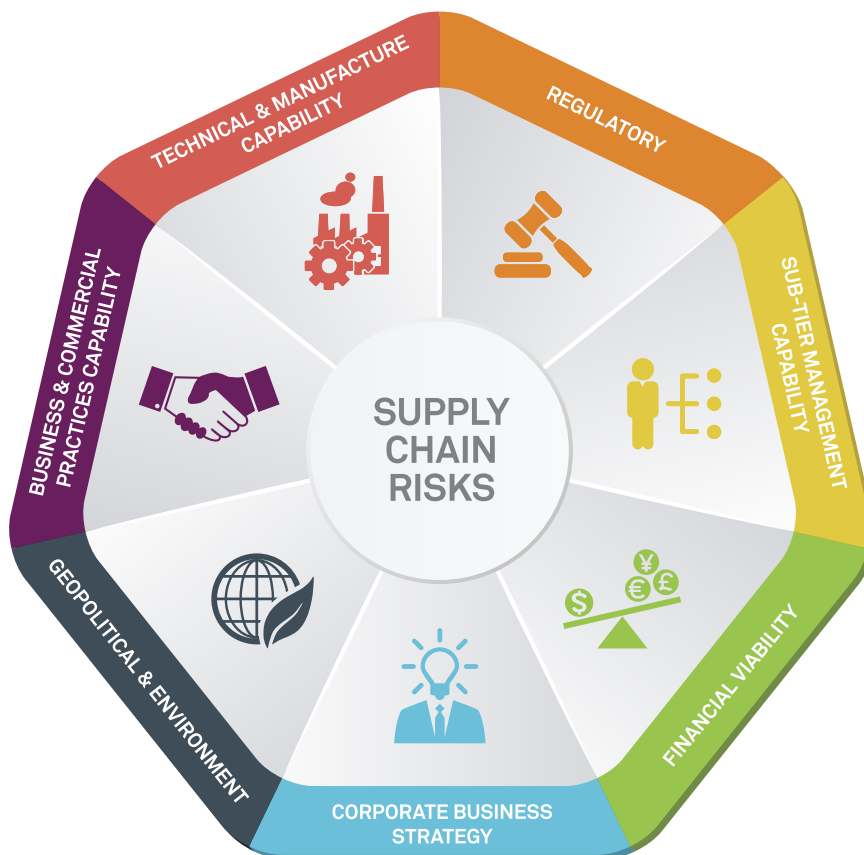 TECHNICAL & MANUFACTURE
CAPABILITY
REGULATORY
SUB-TIER MANAGEMENT
CAPABILITY
FINANCIAL VIABILITY
CORPORATE BUSINESS
STRATEGY
GEOPOLITICAL & ENVIRONMENT
BUSINESS & COMMERCIAL
PRACTICES CAPABILITY
SUPPLY
CHAIN
RISKS
$
¥
€
£